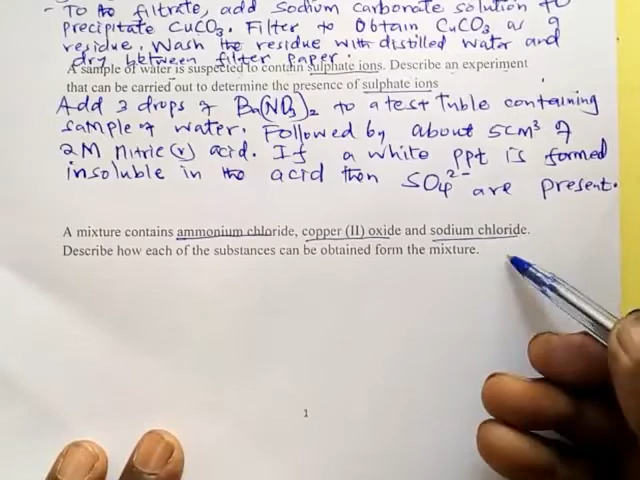 - To the filtrate, add sodium carbonate solution to
precipitate CuCO3. Filter to obtain CuCO3 as a
residue. Wash the residue with distilled water and
dry between filter paper.
A sample of water is suspected to contain sulphate ions. Describe an experiment
that can be carried out to determine the presence of sulphate ions
Add 3 drops of Ba(NO3)2 to a test tube containing
sample of water. Followed by about 5cm³ of
2M nitric(v) acid. If a white ppt is formed
insoluble in the acid then SO4²⁻ are present.
A mixture contains ammonium chloride, copper (II) oxide and sodium chloride.
Describe how each of the substances can be obtained form the mixture.
1